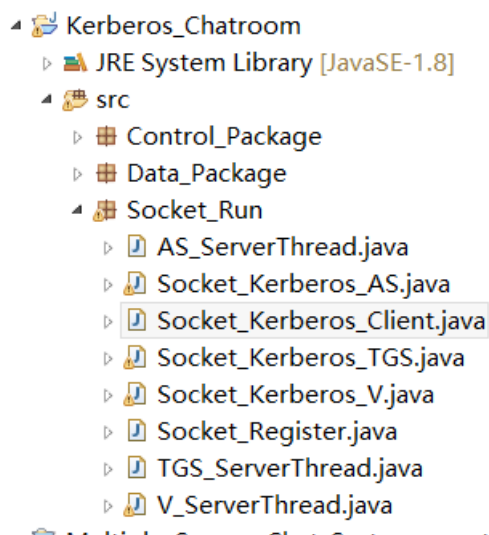 Kerberos_Chatroom
JRE System Library [JavaSE-1.8]
src
Control_Package
Data_Package
Socket_Run
AS_ServerThread.java
Socket_Kerberos_AS.java
Socket_Kerberos_Client.java
Socket_Kerberos_TGS.java
Socket_Kerberos_V.java
Socket_Register.java
TGS_ServerThread.java
V_ServerThread.java